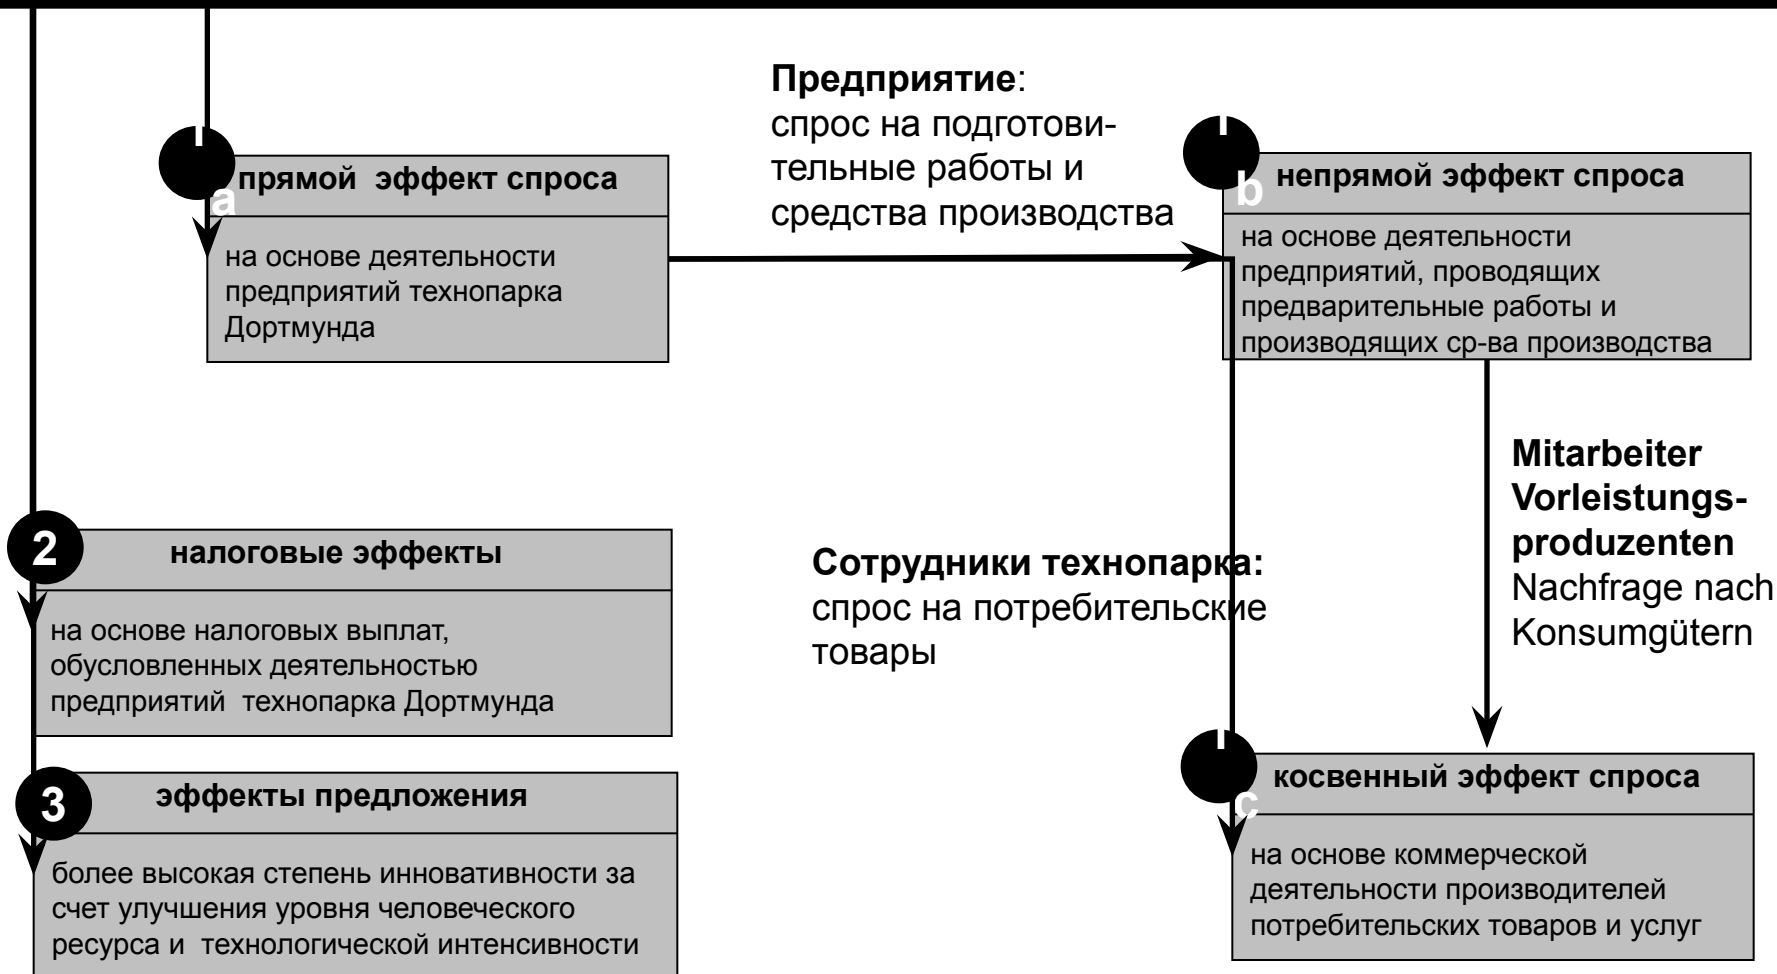 Предприятие:
спрос на подготови-
тельные работы и
средства производства
1
a
прямой эффект спроса
на основе деятельности
предприятий технопарка
Дортмунда
1
b
непрямой эффект спроса
на основе деятельности
предприятий, проводящих
предварительные работы и
производящих ср-ва производства
Mitarbeiter
Vorleistungs-
produzenten
Nachfrage nach
Konsumgütern
2
налоговые эффекты
на основе налоговых выплат,
обусловленных деятельностью
предприятий технопарка Дортмунда
Сотрудники технопарка:
спрос на потребительские
товары
3
эффекты предложения
более высокая степень инновативности за
счет улучшения уровня человеческого
ресурса и технологической интенсивности
1
c
косвенный эффект спроса
на основе коммерческой
деятельности производителей
потребительских товаров и услуг